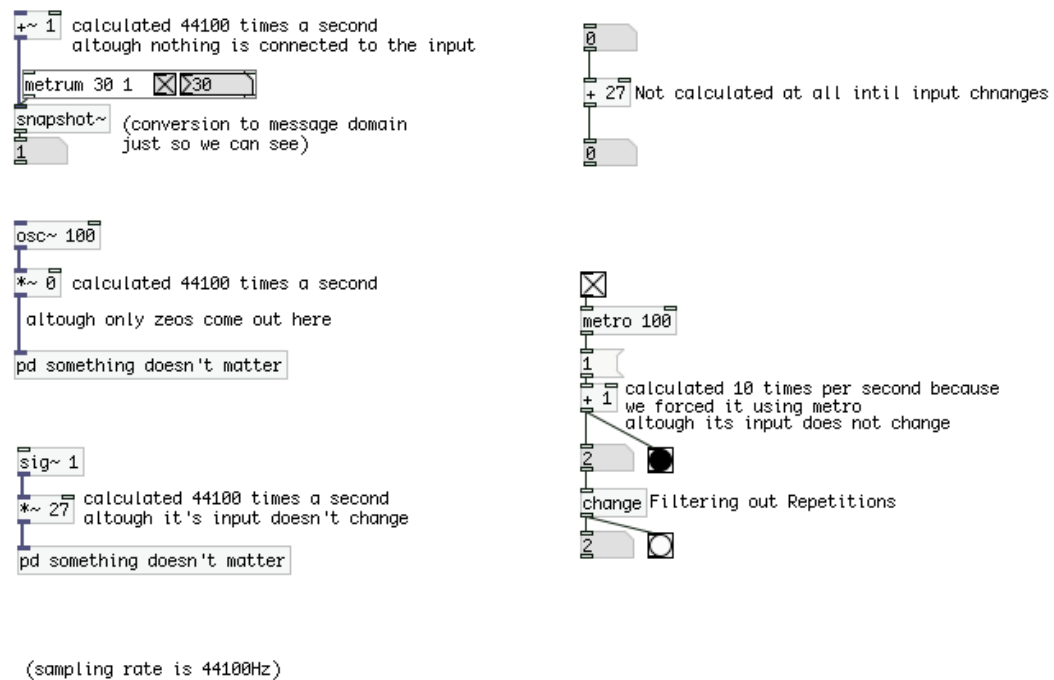 +~ 1
calculated 44100 times a second
altough nothing is connected to the input
metrum 30 1
30
snapshot~
(conversion to message domain
just so we can see)
1
osc~ 100
*~ 0
calculated 44100 times a second
altough only zeos come out here
pd something doesn't matter
sig~ 1
*~ 27
calculated 44100 times a second
altough it's input doesn't change
pd something doesn't matter
(sampling rate is 44100Hz)
0
+ 27
Not calculated at all intil input chnanges
0
metro 100
1
+ 1
calculated 10 times per second because
we forced it using metro
altough its input does not change
2
change
Filtering out Repetitions
2